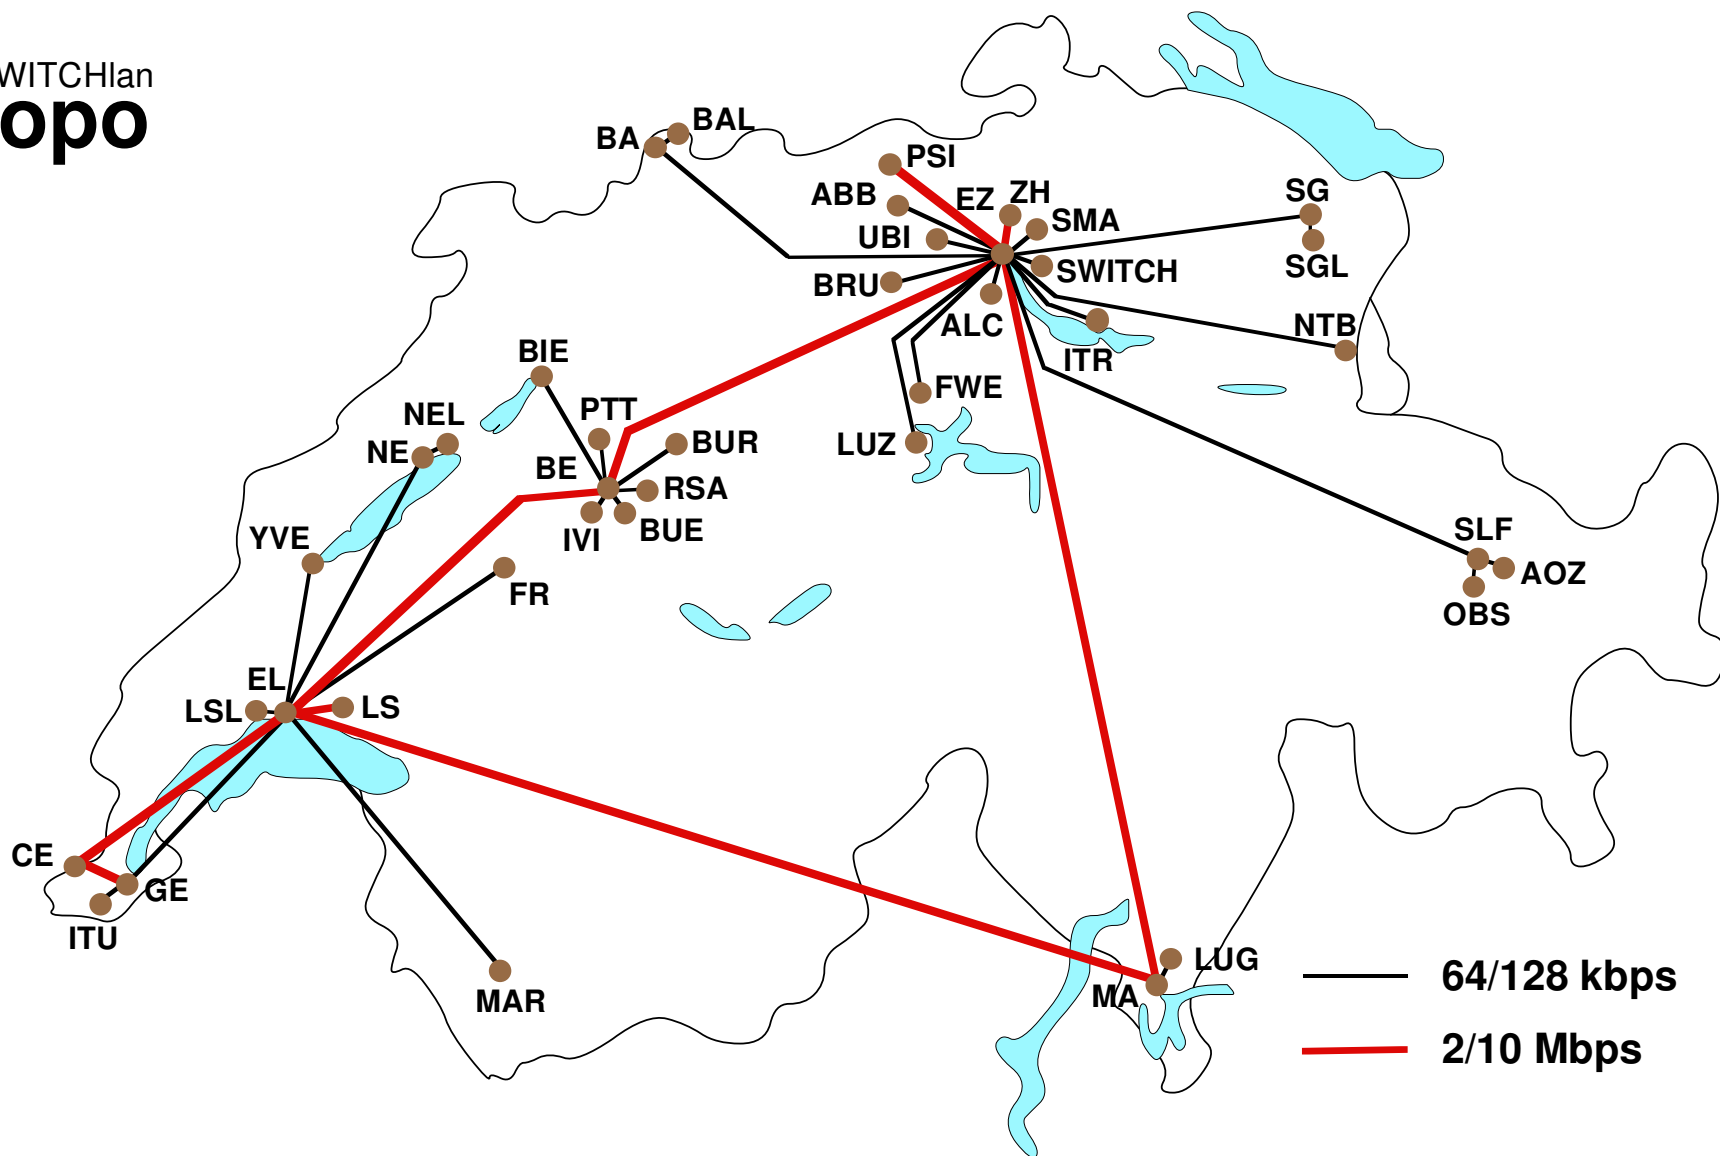 WITCHlan
opo
BAL
BA
PSI
ABB
EZ
ZH
SG
SMA
UBI
SGL
SWITCH
BRU
ALC
NTB
ITR
BIE
FWE
PTT
NEL
NE
BUR
LUZ
BE
RSA
YVE
IVI
BUE
SLF
AOZ
FR
OBS
EL
LSL
LS
CE
GE
ITU
LUG
64/128 kbps
MAR
MA
2/10 Mbps